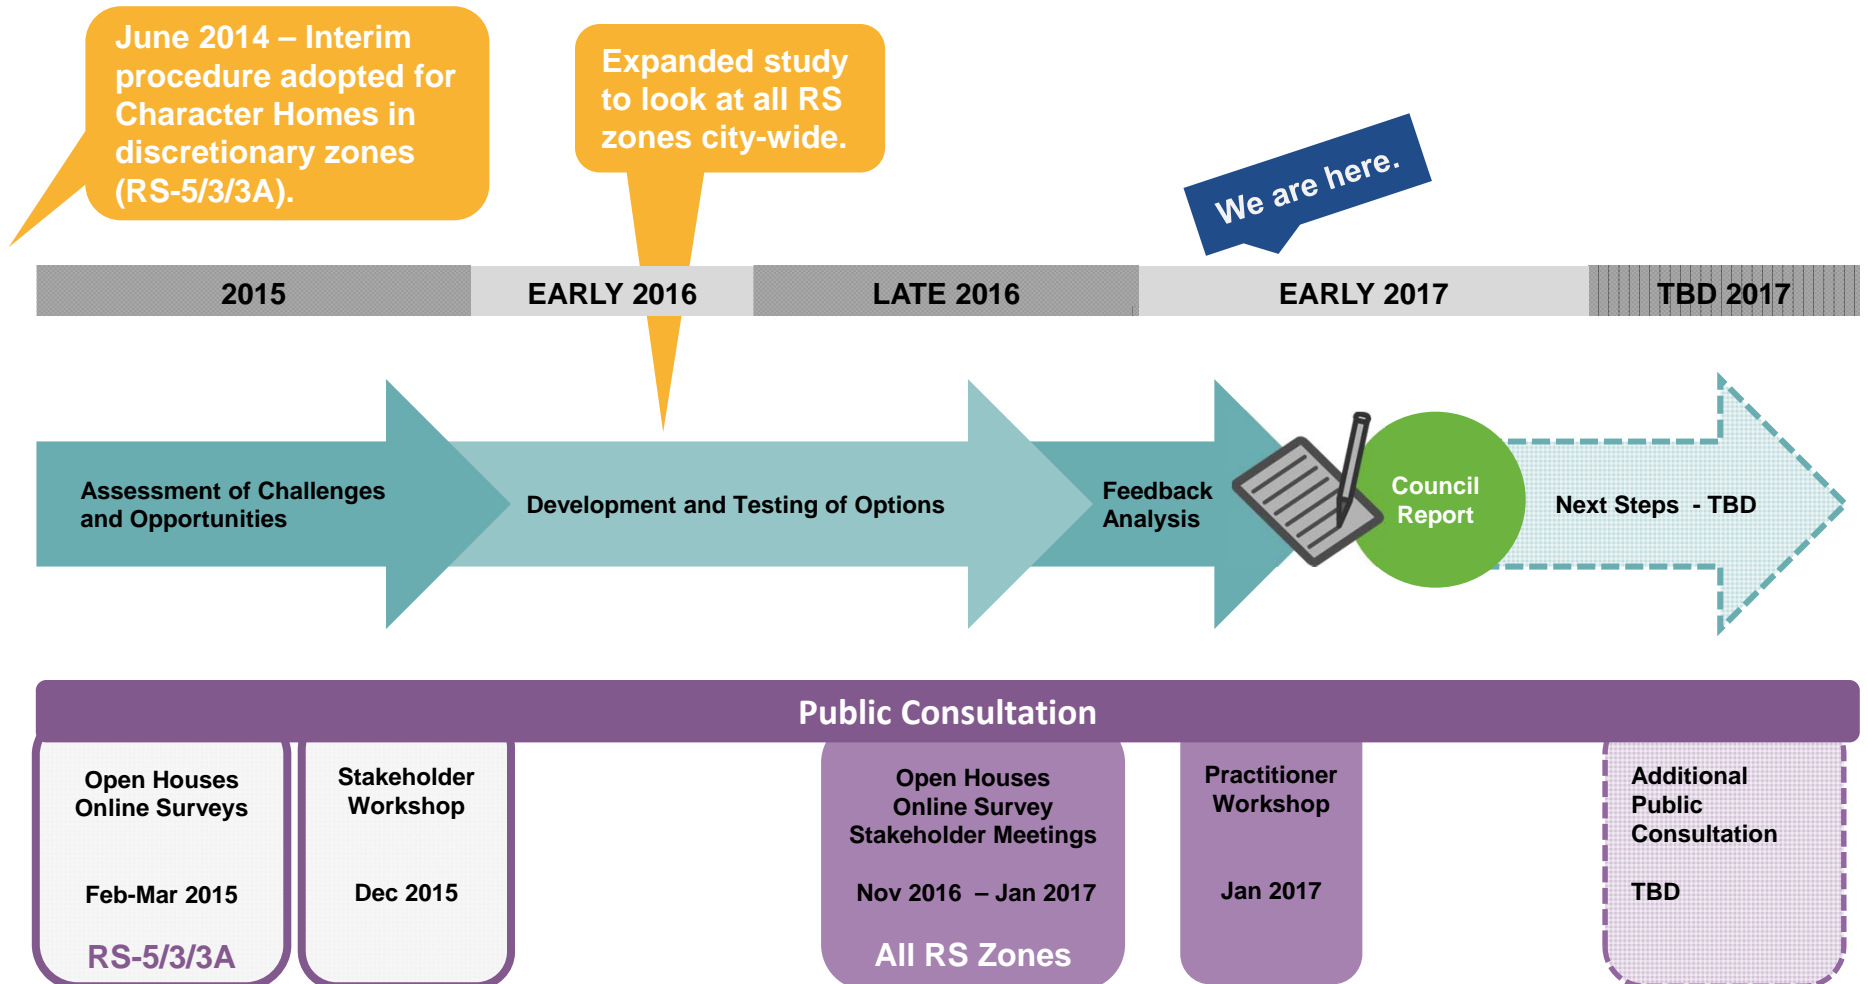 June 2014 – Interim
procedure adopted for
Character Homes in
discretionary zones
(RS-5/3/3A).
Expanded study
to look at all RS
zones city-wide.
We are here.
2015
EARLY 2016
LATE 2016
EARLY 2017
TBD 2017
Assessment of Challenges
and Opportunities
Development and Testing of Options
Feedback
Analysis
Council
Report
Next Steps - TBD
Public Consultation
Open Houses
Online Surveys
Feb-Mar 2015
RS-5/3/3A
Stakeholder
Workshop
Dec 2015
Open Houses
Online Survey
Stakeholder Meetings
Nov 2016 – Jan 2017
All RS Zones
Practitioner
Workshop
Jan 2017
Additional
Public
Consultation
TBD